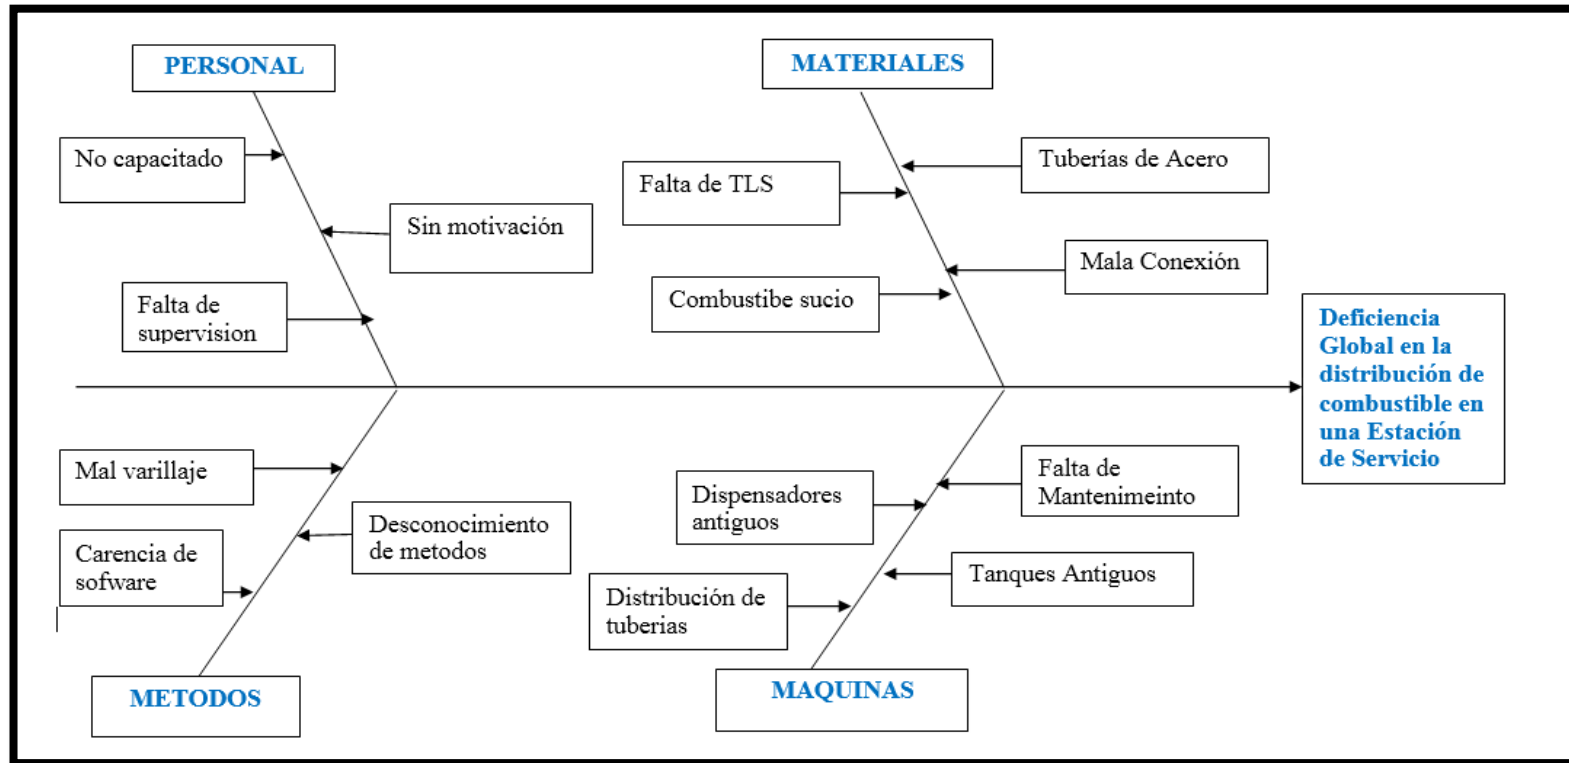 PERSONAL
MATERIALES
No capacitado
Sin motivación
Falta de
supervision
Falta de TLS
Tuberías de Acero
Combustibe sucio
Mala Conexión
Deficiencia
Global en la
distribución de
combustible en
una Estación
de Servicio
Mal varillaje
Desconocimiento
de metodos
Carencia de
sofware
Dispensadores
antiguos
Falta de
Mantenimeinto
Tanques Antiguos
Distribución de
tuberias
METODOS
MAQUINAS